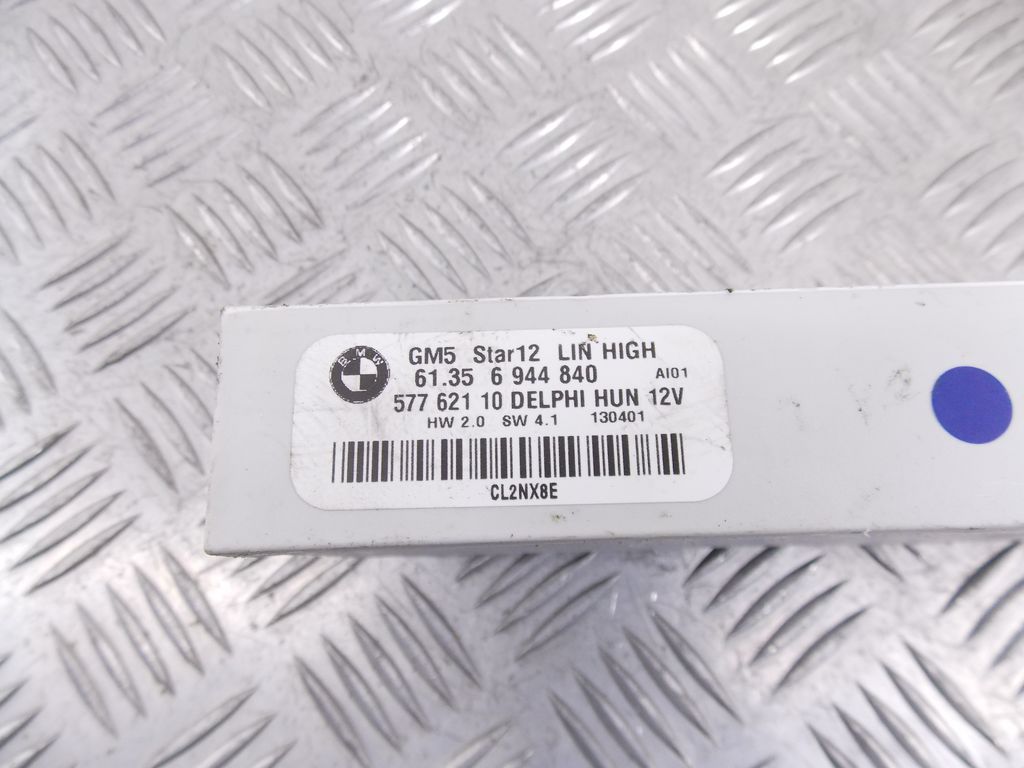 BMW
GM5 Star12 LIN HIGH
61.35 6 944 840 AI01
577 621 10 DELPHI HUN 12V
HW 2.0 SW 4.1 130401
CL2NX8E